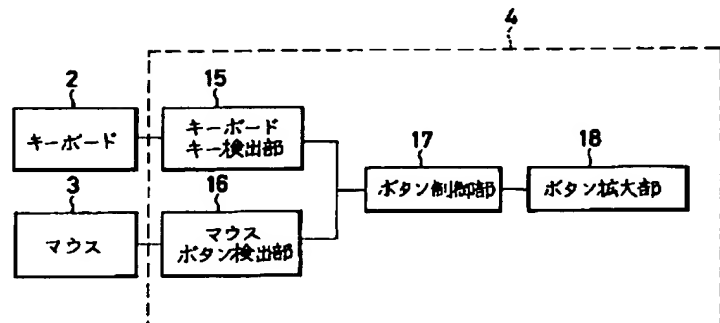 4
2
キーボード
15
キーボード
キー検出部
17
ボタン制御部
18
ボタン拡大部
3
マウス
16
マウス
ボタン検出部